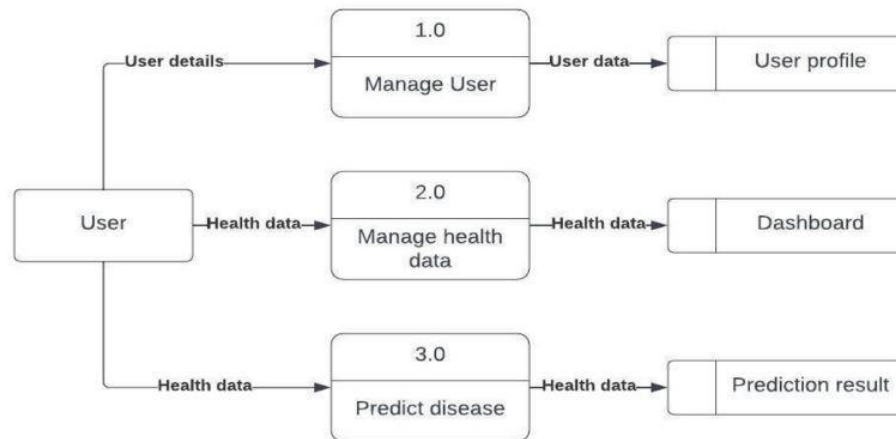 1.0
User details
Manage User
User data
User profile
2.0
User
Health data
Manage health
data
Health data
Dashboard
3.0
Health data
Predict disease
Health data
Prediction result